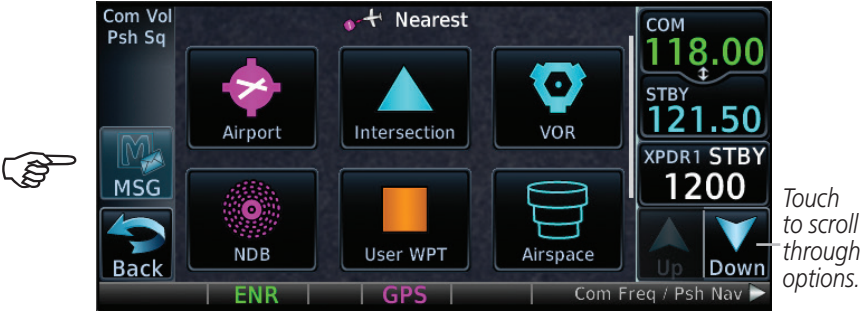 Com Vol
Psh Sq
Nearest
COM
118.00
STBY
121.50
XPDR1 STBY
1200
Airport
Intersection
VOR
MSG
NDB
User WPT
Airspace
Back
Up
Down
ENR
GPS
Com Freq / Psh Nav
Touch
to scroll
through
options.